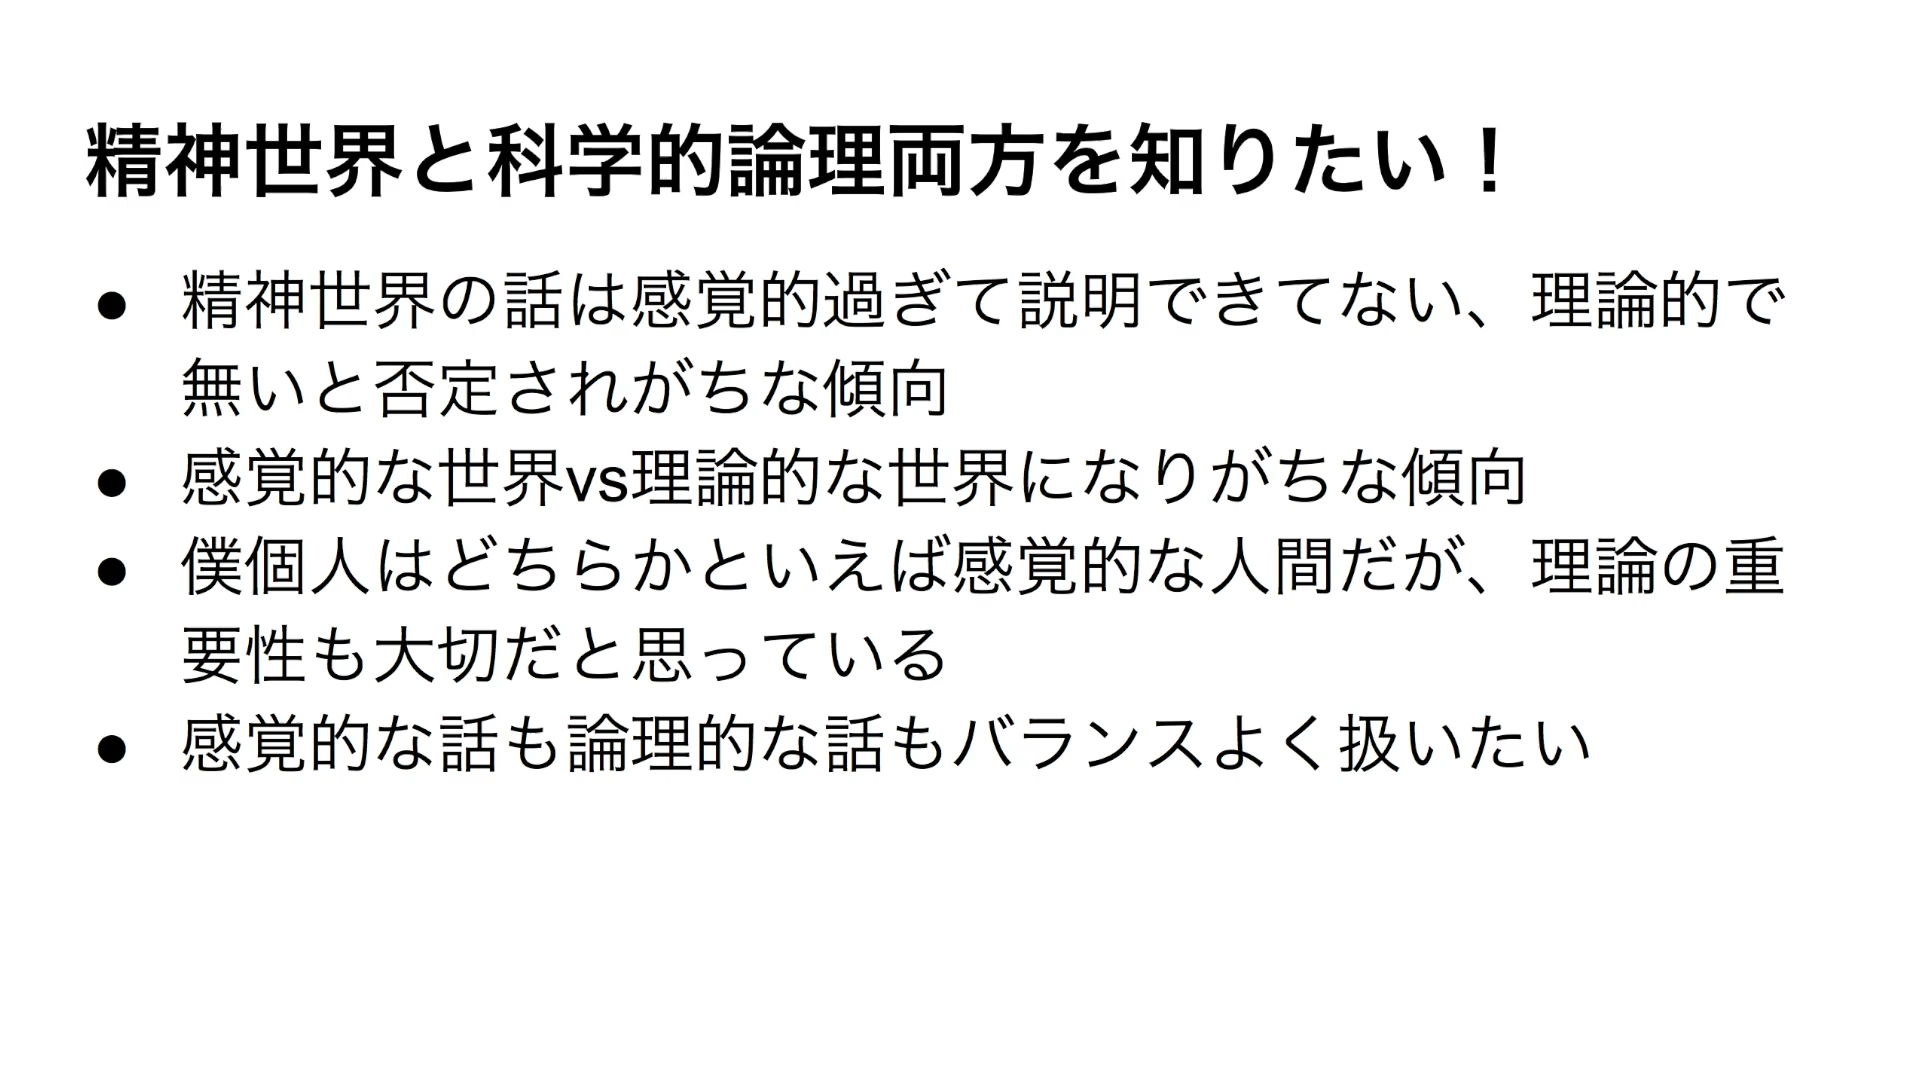 精神世界と科学的論理両方を知りたい！
● 精神世界の話は感覚的過ぎて説明できてない、理論的で
無いと否定されがちな傾向
● 感覚的な世界vs理論的な世界になりがちな傾向
● 僕個人はどちらかといえば感覚的な人間だが、理論の重
要性も大切だと思っている
● 感覚的な話も論理的な話もバランスよく扱いたい